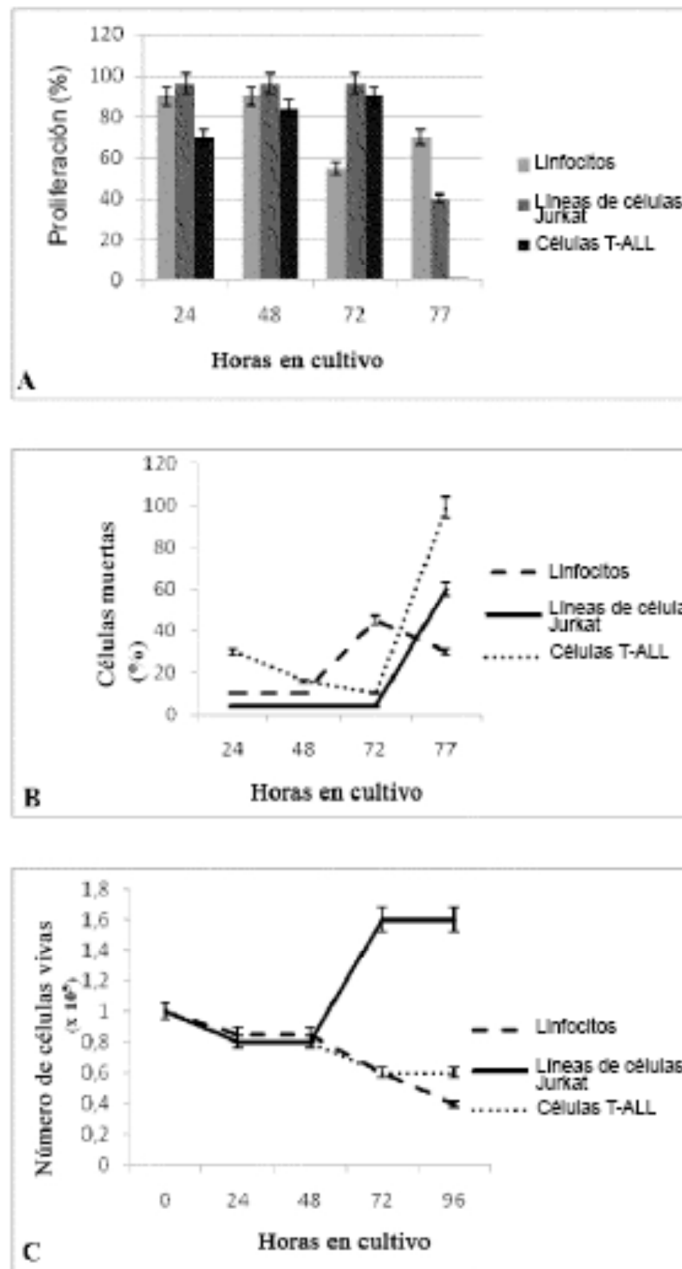 120
100
80
60
40
20
0
Proliferación (%)
24 48 72 77
Horas en cultivo
Linfocitos
Líneas de células
Jurkat
Células T-ALL
A
120
100
80
60
40
20
0
Células muertas
(%)
24 48 72 77
Horas en cultivo
Linfocitos
Líneas de célula
Jurkat
Células T-ALL
B
1,8
1,6
1,4
1,2
1
0,8
0,6
0,4
0,2
0
Número de células vivas
0 24 48 72 96
Horas en cultivo
Linfocitos
Líneas de célula
Jurkat
Células T-ALL
C